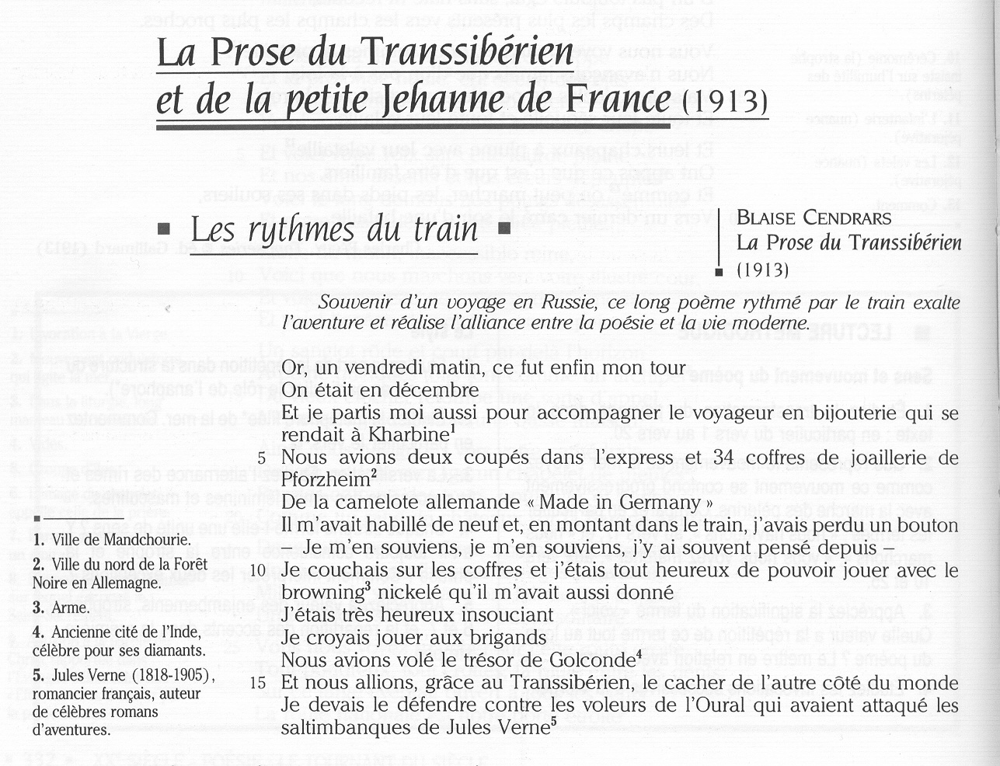 La Prose du Transsibérien
et de la petite Jehanne de France (1913)
▪ Les rythmes du train ▪
BLAISE CENDRARS
La Prose du Transsibérien
(1913)
Souvenir d'un voyage en Russie, ce long poème rythmé par le train exalte
l'aventure et réalise l'alliance entre la poésie et la vie moderne.
Or, un vendredi matin, ce fut enfin mon tour
On était en décembre
Et je partis moi aussi pour accompagner le voyageur en bijouterie qui se
rendait à Kharbine¹
5 Nous avions deux coupés dans l'express et 34 coffres de joaillerie de
Pforzheim²
De la camelote allemande « Made in Germany »
Il m'avait habillé de neuf et, en montant dans le train, j'avais perdu un bouton
– Je m'en souviens, je m'en souviens, j'y ai souvent pensé depuis –
10 Je couchais sur les coffres et j'étais tout heureux de pouvoir jouer avec le
browning³ nickelé qu'il m'avait aussi donné
J'étais très heureux insouciant
Je croyais jouer aux brigands
Nous avions volé le trésor de Golconde⁴
15 Et nous allions, grâce au Transsibérien, le cacher de l'autre côté du monde
Je devais le défendre contre les voleurs de l'Oural qui avaient attaqué les
saltimbanques de Jules Verne⁵
1. Ville de Mandchourie.
2. Ville du nord de la Forêt
Noire en Allemagne.
3. Arme.
4. Ancienne cité de l'Inde,
célèbre pour ses diamants.
5. Jules Verne (1818-1905),
romancier français, auteur
de célèbres romans
d'aventures.